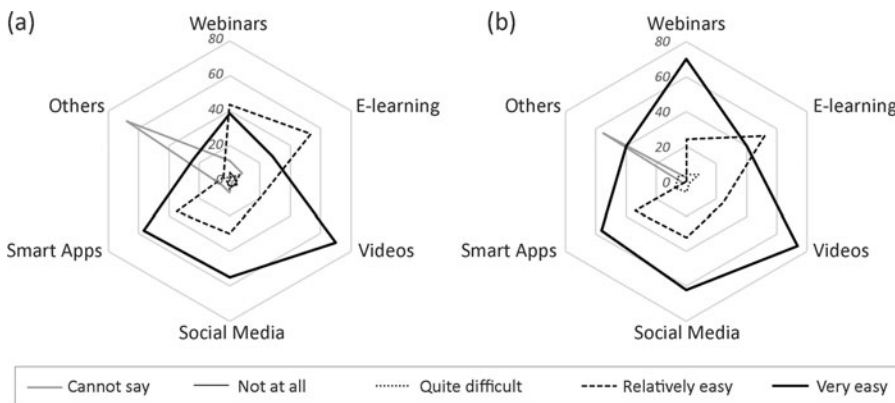 (a)
Webinars
80
60
40
20
0
E-learning
Videos
Social Media
Smart Apps
Others
(b)
Webinars
80
60
40
20
0
E-learning
Videos
Social Media
Smart Apps
Others
Cannot say Not at all Quite difficult Relatively easy Very easy